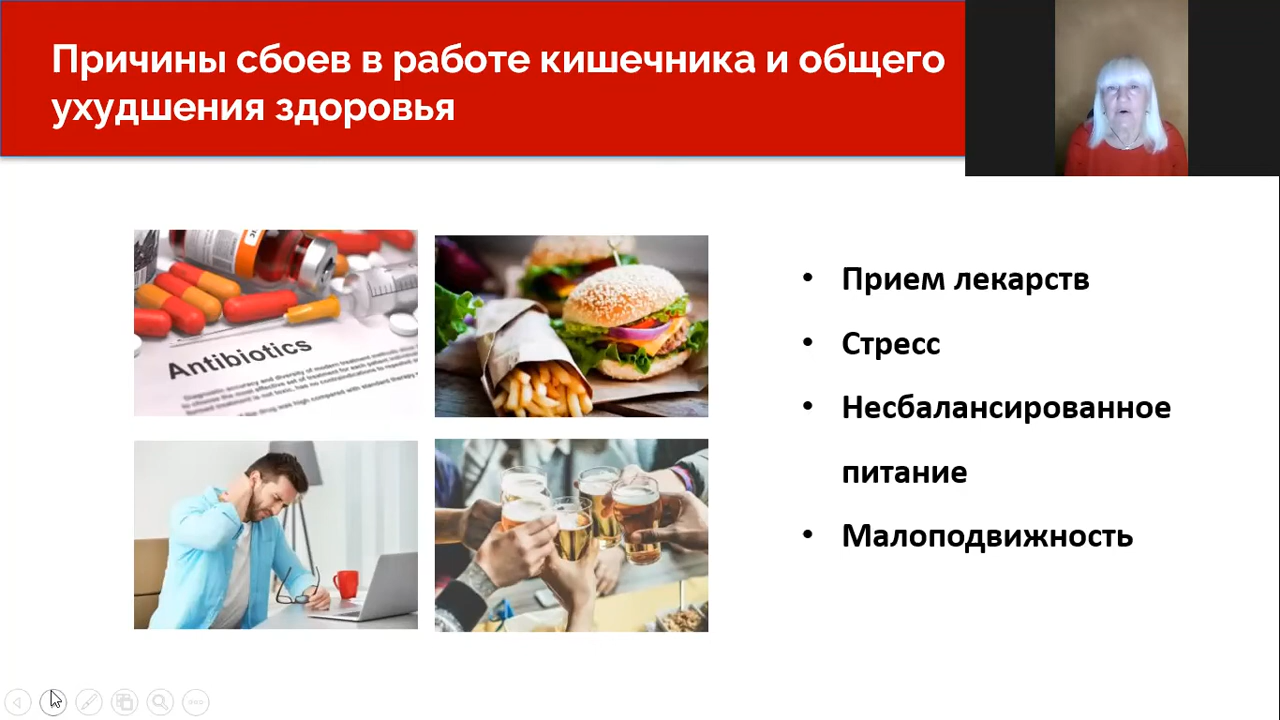 Причины сбоев в работе кишечника и общего
ухудшения здоровья
Antibiotics
• Прием лекарств
• Стресс
• Несбалансированное
питание
• Малоподвижность